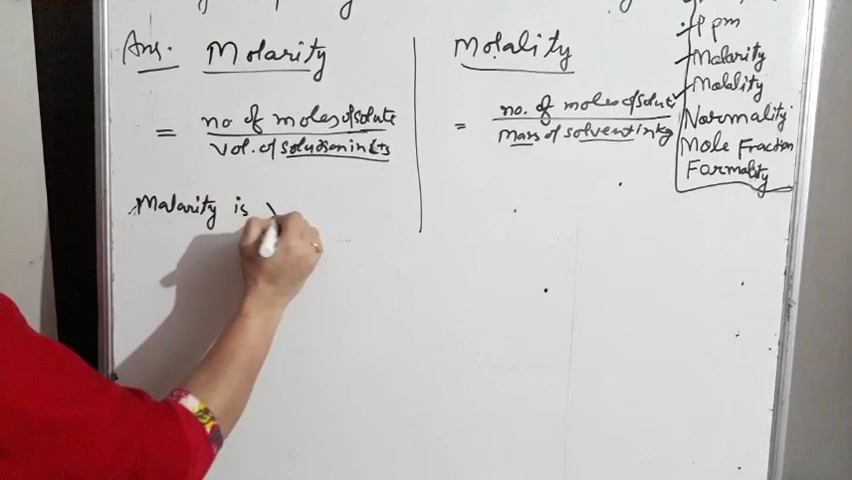 Ans. Molarity
= no of moles of solute
vol. of solution in Lts
Molarity is
Molality
= no. of moles of solute
mass of solvent in kg
ppm
Molarity
Molality
Normality
Mole Fraction
Formality